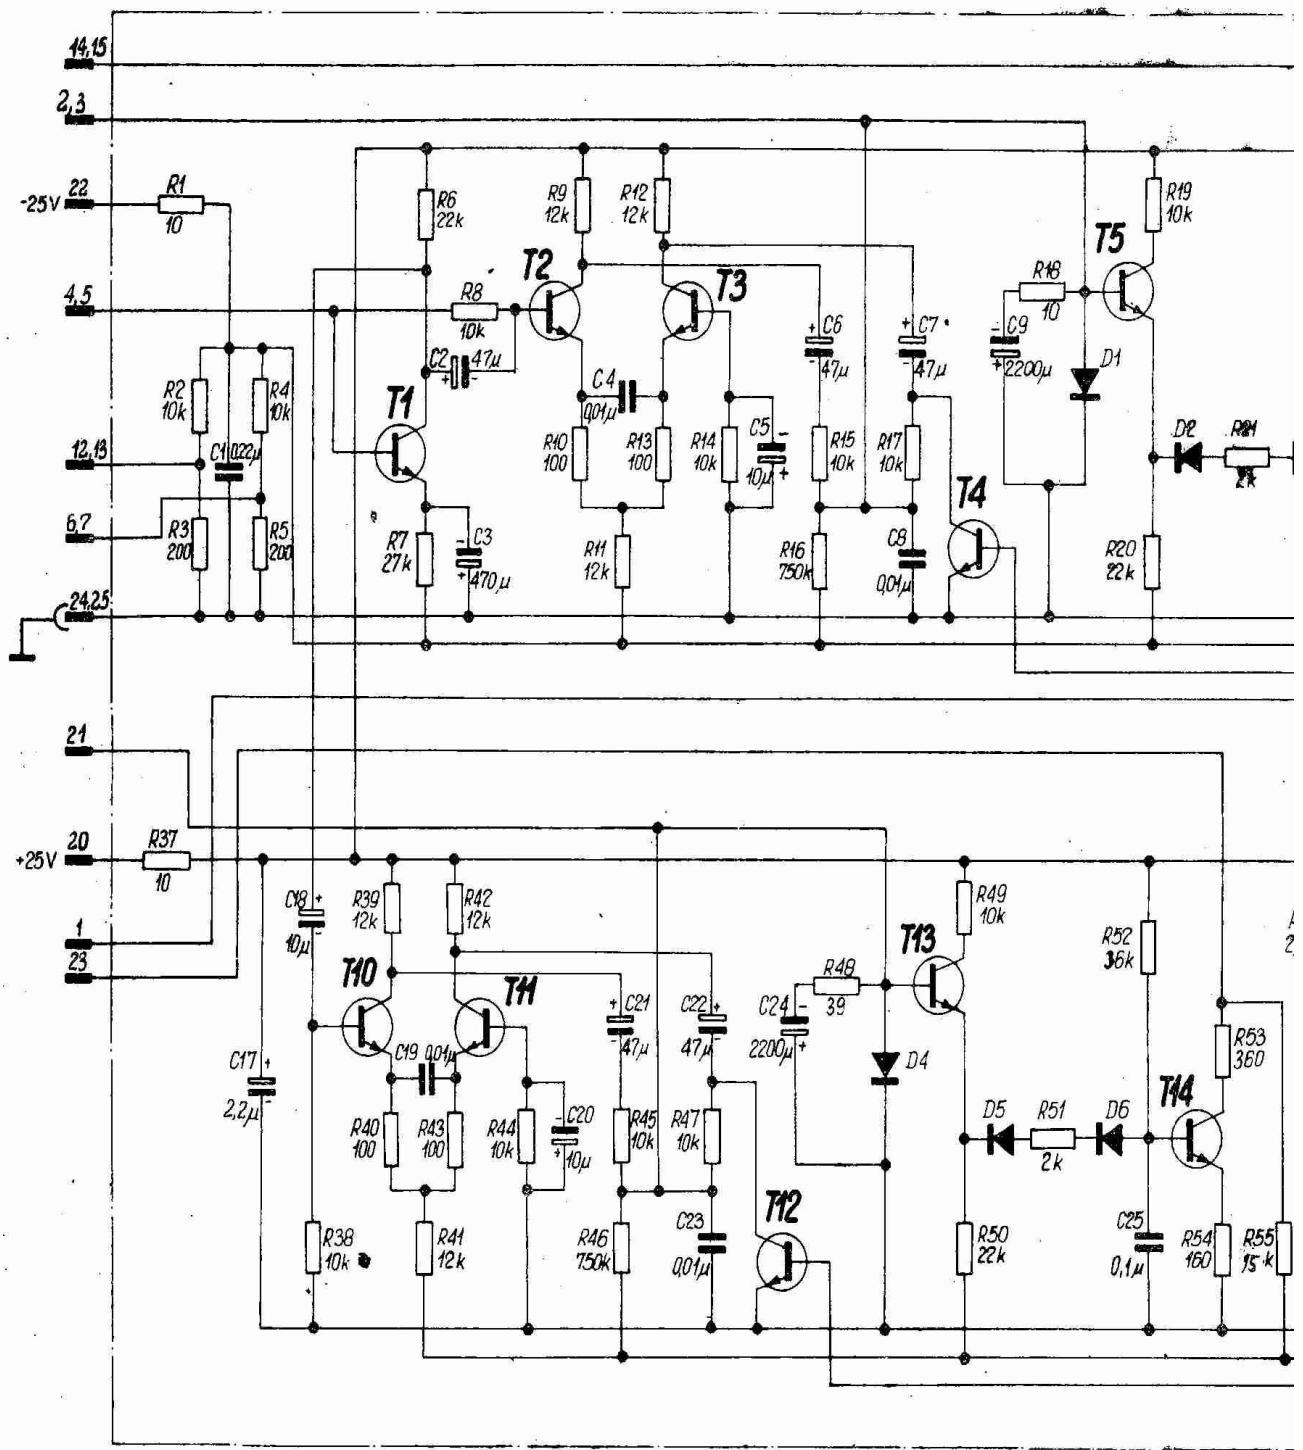 14,15
2,3
22
-25V
R1
10
R6
22k
R9
12k
R12
12k
R19
10k
T2
T3
T5
4,5
R8
10k
C2
47µ
+
-
C4
0,01µ
C6
+
-
47µ
C7
+
-
47µ
R18
10
C9
-
+
2200µ
D1
R2
10k
R4
10k
T1
C1
0,22µ
R10
100
R13
100
R14
10k
C5
-
+
10µ
R15
10k
R17
10k
T4
D2
R21
2k
12,13
6,7
R3
200
R5
200
R7
27k
C3
-
+
470µ
R11
12k
R16
750k
C8
0,01µ
R20
22k
24,25
21
20
+25V
R37
10
1
23
C18
+
-
10µ
R39
12k
R42
12k
R49
10k
R52
36k
T10
T11
T13
C21
+
-
47µ
C22
+
-
47µ
C24
-
+
2200µ
R48
39
D4
R53
360
C17
+
-
2,2µ
C19
0,01µ
R40
100
R43
100
R44
10k
C20
-
+
10µ
R45
10k
R47
10k
D5
R51
2k
D6
T14
R38
10k
R41
12k
R46
750k
C23
0,01µ
T12
R50
22k
C25
0,1µ
R54
160
R55
15k